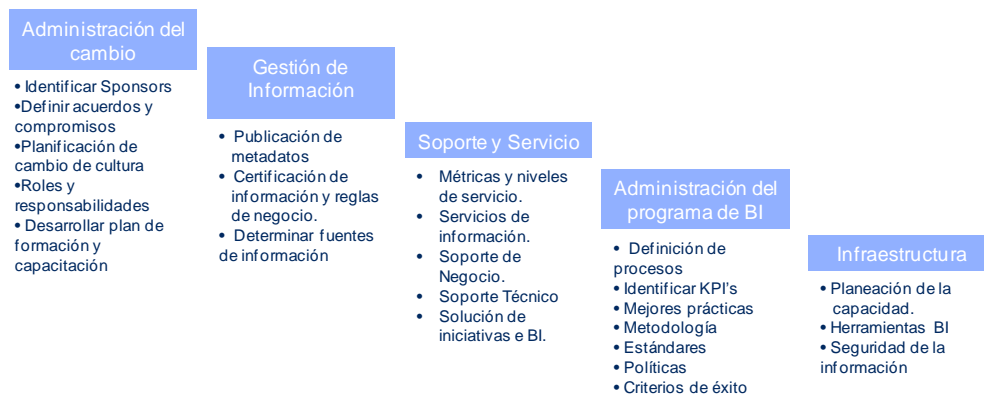 Administración del
cambio
• Identificar Sponsors
•Definir acuerdos y
compromisos
•Planificación de
cambio de cultura
•Roles y
responsabilidades
• Desarrollar plan de
formación y
capacitación
Gestión de
Información
• Publicación de
metadatos
• Certificación de
información y reglas
de negocio.
• Determinar fuentes
de información
Soporte y Servicio
• Métricas y niveles
de servicio.
• Servicios de
información.
• Soporte de
Negocio.
• Soporte Técnico
• Solución de
iniciativas e BI.
Administración del
programa de BI
• Definición de
procesos
• Identificar KPI's
• Mejores prácticas
• Metodología
• Estándares
• Políticas
• Criterios de éxito
Infraestructura
• Planeación de la
capacidad.
• Herramientas BI
• Seguridad de la
información